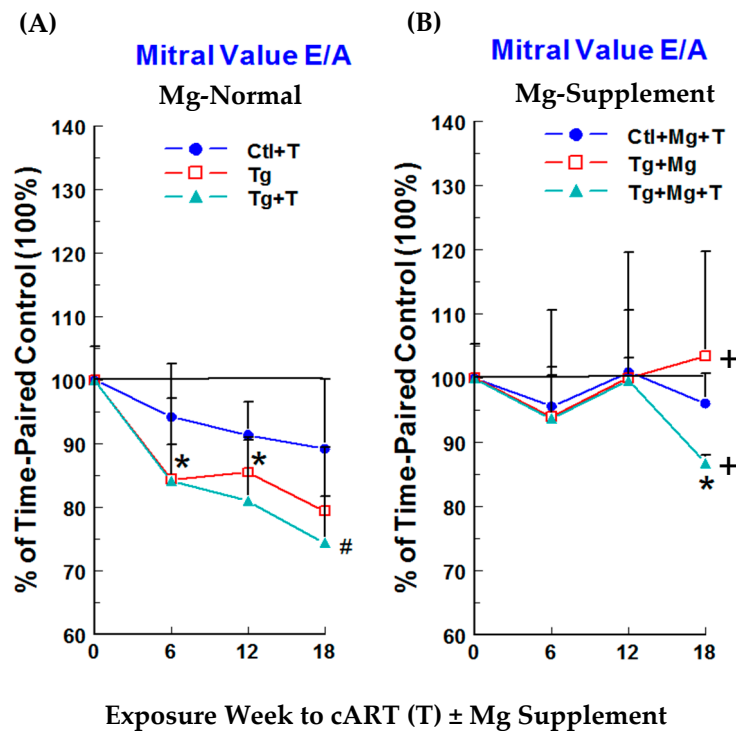 (A)
Mitral Value E/A
Mg-Normal
140
130
120
110
100
90
80
70
60
0
6
12
18
% of Time-Paired Control (100%)
Ctl+T
Tg
Tg+T
*
*
#
(B)
Mitral Value E/A
Mg-Supplement
140
130
120
110
100
90
80
70
60
0
6
12
18
% of Time-Paired Control (100%)
Ctl+Mg+T
Tg+Mg
Tg+Mg+T
+
+
*
Exposure Week to cART (T) ± Mg Supplement